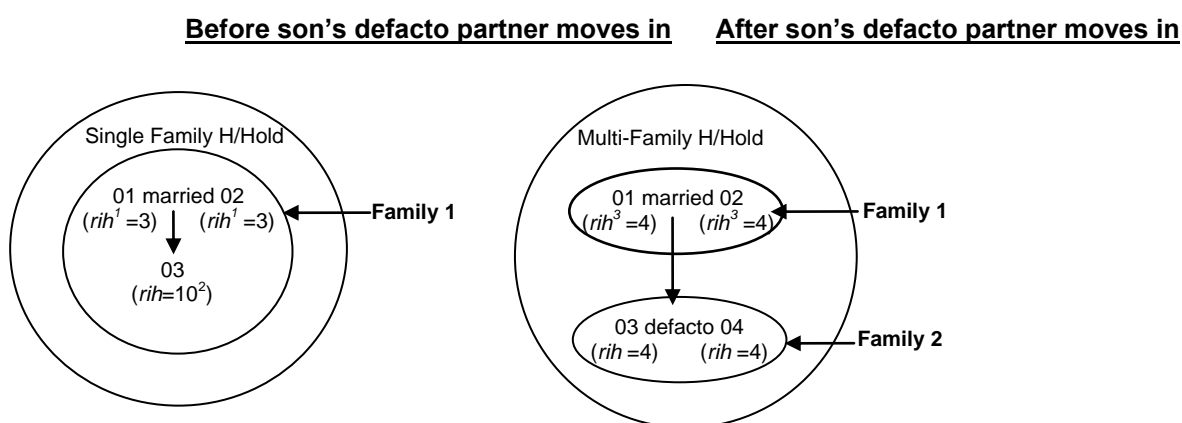 Before son's defacto partner moves in
After son's defacto partner moves in
Single Family H/Hold
01 married 02
(rih¹ =3) (rih¹ =3)
03
(rih=10²)
Family 1
Multi-Family H/Hold
01 married 02
(rih³ =4) (rih³ =4)
Family 1
03 defacto 04
(rih =4) (rih =4)
Family 2